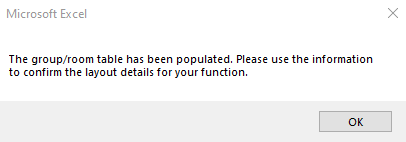 Microsoft Excel
The group/room table has been populated. Please use the information
to confirm the layout details for your function.
OK